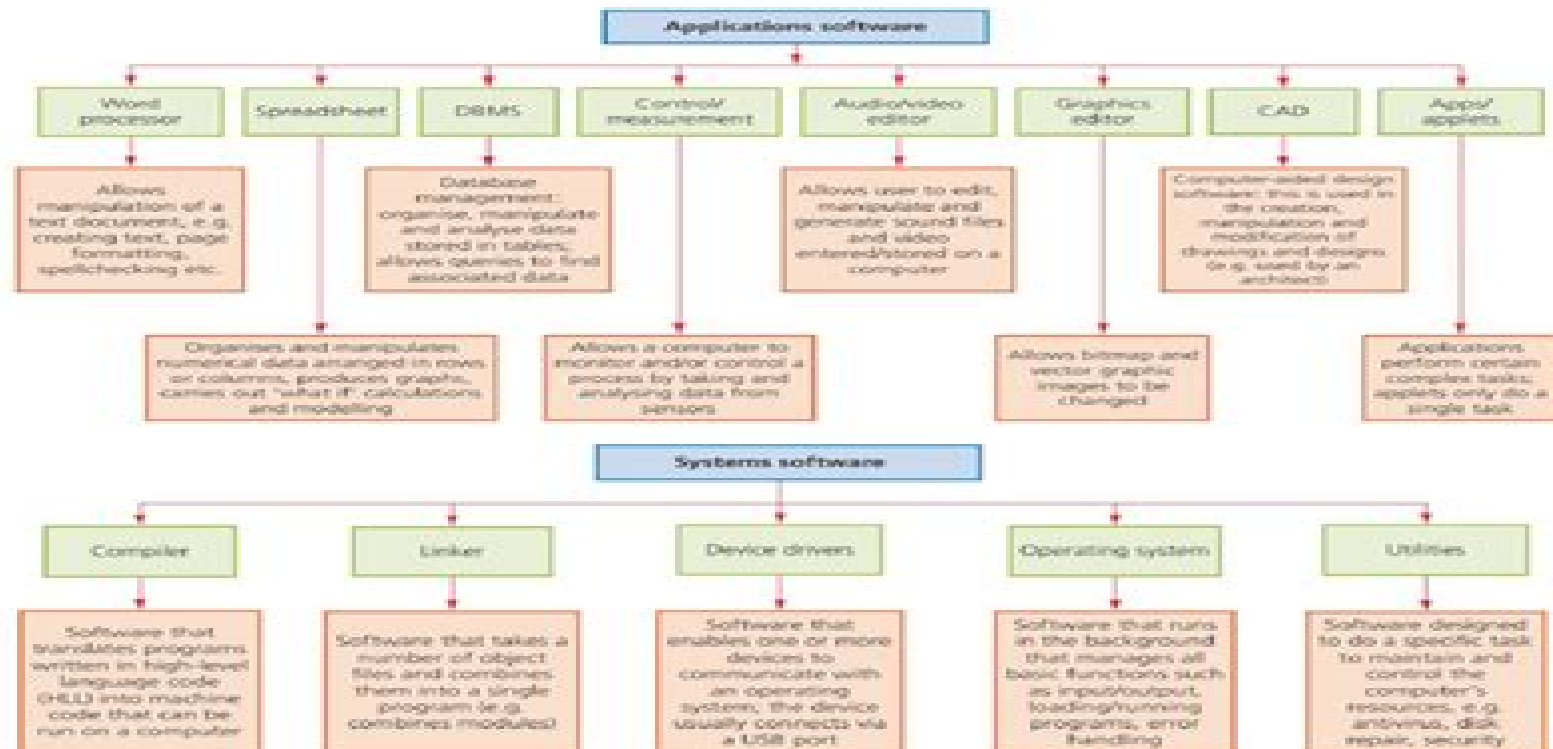 Applications software
Word
processor
Spreadsheet
DBMS
Control/
measurement
Audio/video
editor
Graphics
editor
CAD
Apps/
applets
Allows
manipulation of a
text document, e.g.
creating text, page
formatting,
spellchecking etc.
Database
management:
organise, manipulate
and analyse data
stored in tables;
allows queries to find
associated data
Allows user to edit,
manipulate and
generate sound files
and video
entered/stored on a
computer
Computer-aided design
software: this is used in
the creation,
manipulation and
modification of
drawings and designs
(e.g. used by an
architect)
Organises and manipulates
numerical data arranged in rows
or columns, produces graphs,
carries out 'what if' calculations
and modelling
Allows a computer to
monitor and/or control a
process by taking and
analysing data from
sensors
Allows bitmap and
vector graphic
images to be
changed
Applications
perform certain
complex tasks;
applets only do a
single task
Systems software
Compiler
Linker
Device drivers
Operating system
Utilities
Software that
translates programs
written in high-level
language code
(HLL) into machine
code that can be
run on a computer
Software that takes a
number of object
files and combines
them into a single
program (e.g.
combines modules)
Software that
enables one or more
devices to
communicate with
an operating
system, the device
usually connects via
a USB port
Software that runs
in the background
that manages all
basic functions such
as input/output,
loading/running
programs, error
handling
Software designed
to do a specific task
to maintain and
control the
computer's
resources, e.g.
antivirus, disk
repair, security